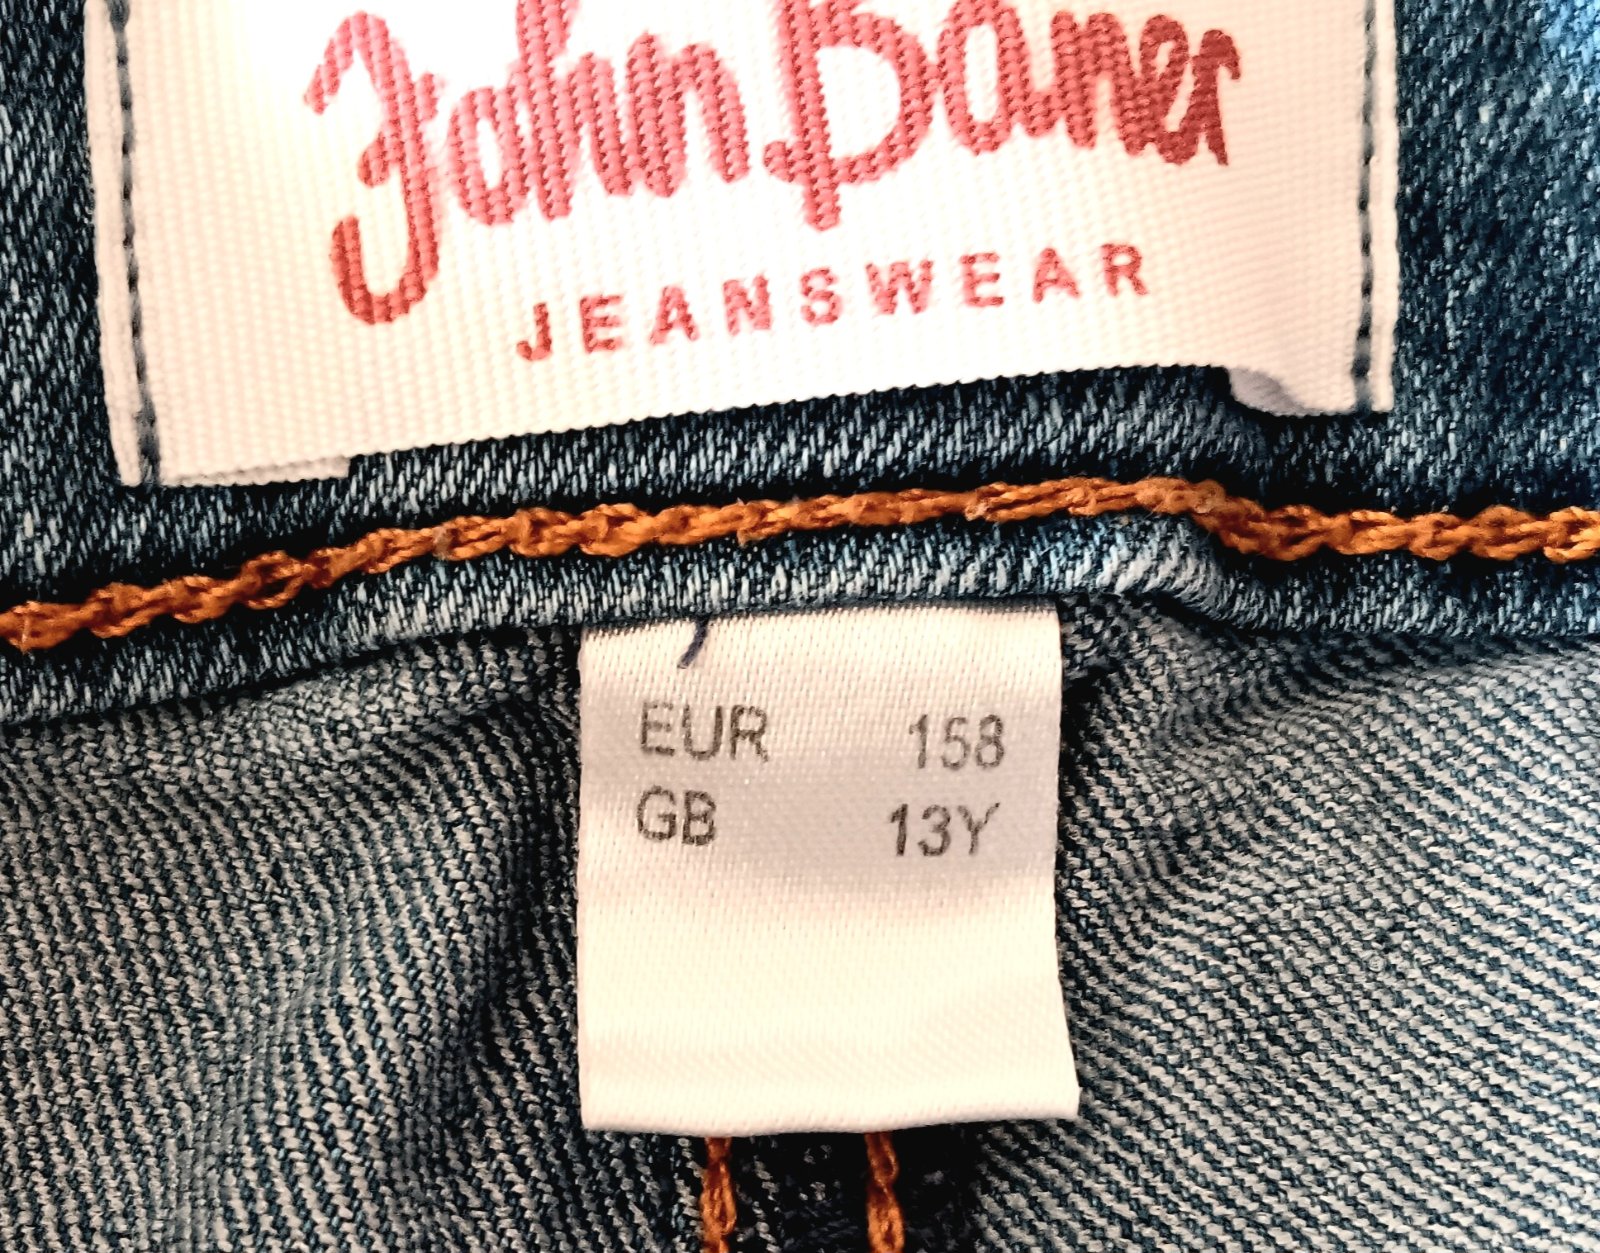 John Baner
JEANSWEAR
EUR 158
GB 13Y